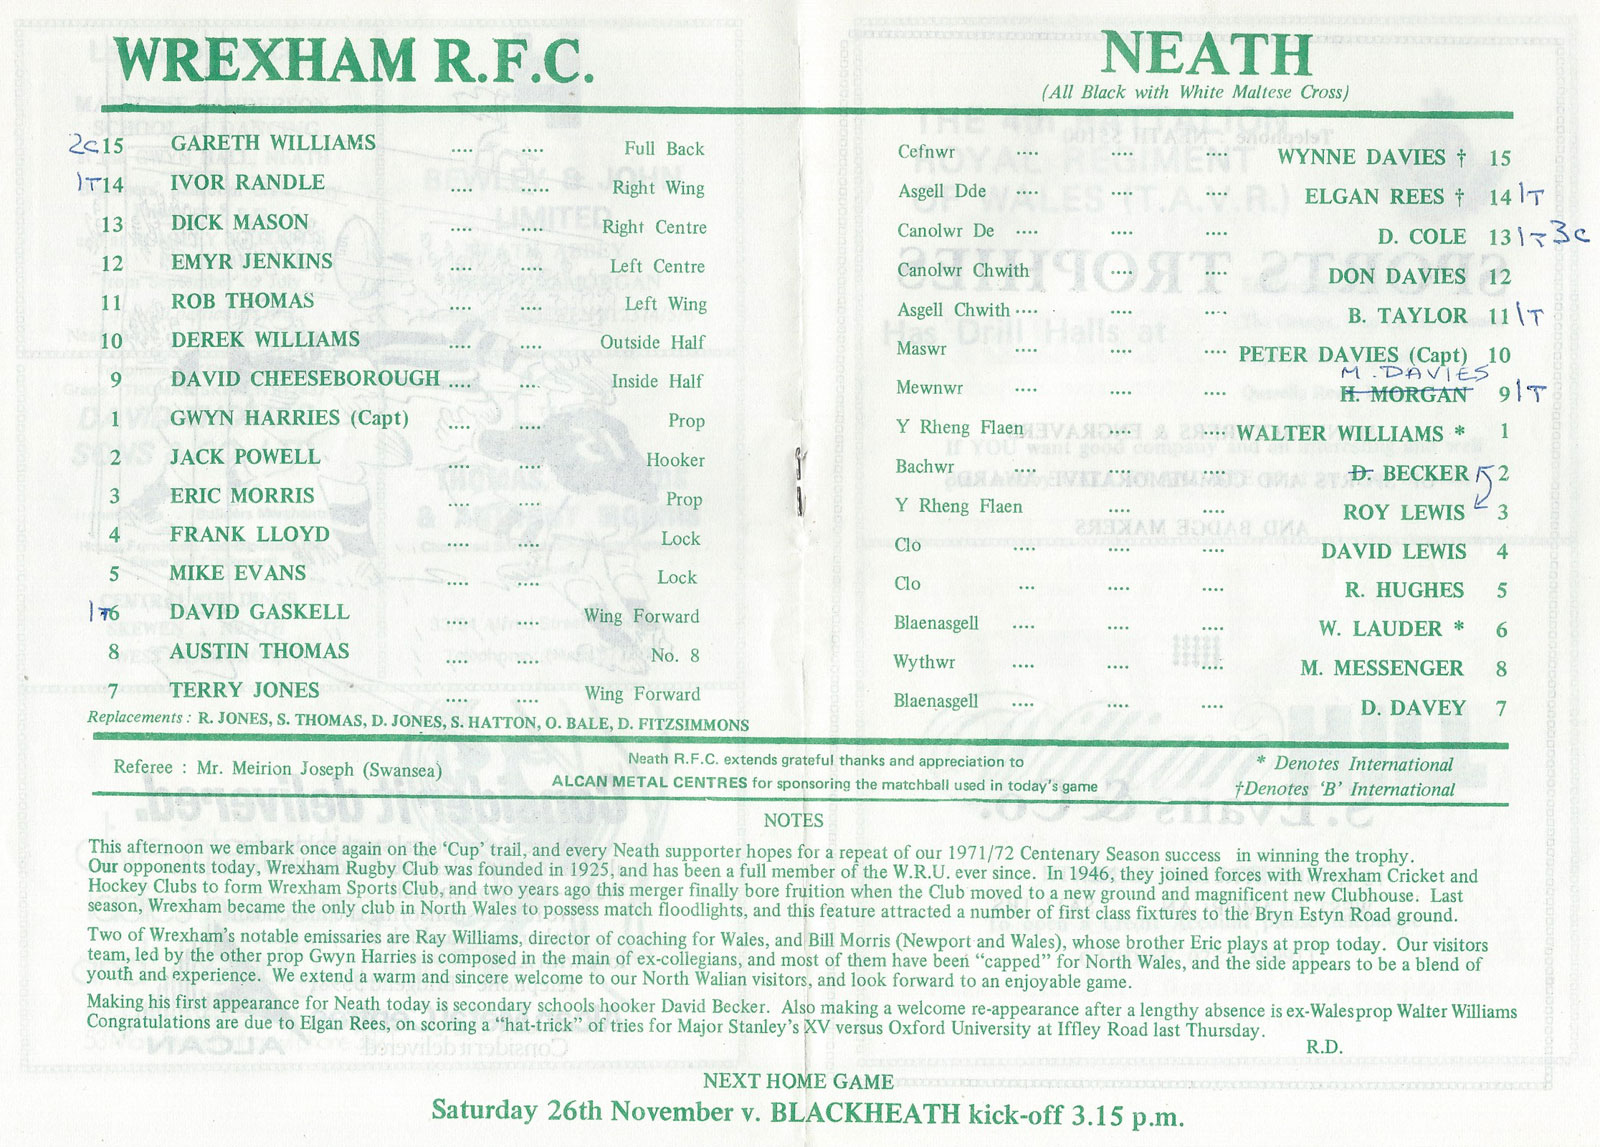 WREXHAM R.F.C.
2C 15 GARETH WILLIAMS .... .... Full Back
1T 14 IVOR RANDLE .... ..... Right Wing
13 DICK MASON .... .... Right Centre
12 EMYR JENKINS .... .... Left Centre
11 ROB THOMAS .... .... Left Wing
10 DEREK WILLIAMS .... .... Outside Half
9 DAVID CHEESEBOROUGH .... .... Inside Half
1 GWYN HARRIES (Capt) .... .... Prop
2 JACK POWELL .... .... Hooker
3 ERIC MORRIS .... .... Prop
4 FRANK LLOYD .... .... Lock
5 MIKE EVANS .... .... Lock
1T 6 DAVID GASKELL .... .... Wing Forward
8 AUSTIN THOMAS .... .... No. 8
7 TERRY JONES .... .... Wing Forward
Replacements : R. JONES, S. THOMAS, D. JONES, S. HATTON, O. BALE, D. FITZSIMMONS
NEATH
(All Black with White Maltese Cross)
Cefnwr .... .... .... WYNNE DAVIES † 15
Asgell Dde .... .... .... ELGAN REES † 14 1T
Canolwr De .... .... .... D. COLE 13 1T 3C
Canolwr Chwith .... .... DON DAVIES 12
Asgell Chwith .... .... .... B. TAYLOR 11 1T
Maswr .... .... .... PETER DAVIES (Capt) 10
M. DAVIES
Mewnwr .... .... .... H. MORGAN 9 1T
Y Rheng Flaen .... .... WALTER WILLIAMS * 1
Bachwr .... .... .... D. BECKER 2
Y Rheng Flaen .... .... ROY LEWIS 3
Clo .... .... .... DAVID LEWIS 4
Clo ... .... .... R. HUGHES 5
Blaenasgell .... .... .... W. LAUDER * 6
Wythwr .... .... .... M. MESSENGER 8
Blaenasgell .... .... .... D. DAVEY 7
Referee : Mr. Meirion Joseph (Swansea)
Neath R.F.C. extends grateful thanks and appreciation to
ALCAN METAL CENTRES for sponsoring the matchball used in today's game
* Denotes International
†Denotes 'B' International
NOTES
This afternoon we embark once again on the 'Cup' trail, and every Neath supporter hopes for a repeat of our 1971/72 Centenary Season success in winning the trophy.
Our opponents today, Wrexham Rugby Club was founded in 1925, and has been a full member of the W.R.U. ever since. In 1946, they joined forces with Wrexham Cricket and
Hockey Clubs to form Wrexham Sports Club, and two years ago this merger finally bore fruition when the Club moved to a new ground and magnificent new Clubhouse. Last
season, Wrexham became the only club in North Wales to possess match floodlights, and this feature attracted a number of first class fixtures to the Bryn Estyn Road ground.
Two of Wrexham's notable emissaries are Ray Williams, director of coaching for Wales, and Bill Morris (Newport and Wales), whose brother Eric plays at prop today. Our visitors
team, led by the other prop Gwyn Harries is composed in the main of ex-collegians, and most of them have been "capped" for North Wales, and the side appears to be a blend of
youth and experience. We extend a warm and sincere welcome to our North Walian visitors, and look forward to an enjoyable game.
Making his first appearance for Neath today is secondary schools hooker David Becker. Also making a welcome re-appearance after a lengthy absence is ex-Walesprop Walter Williams
Congratulations are due to Elgan Rees, on scoring a "hat-trick" of tries for Major Stanley's XV versus Oxford University at Iffley Road last Thursday.
R.D.
NEXT HOME GAME
Saturday 26th November v. BLACKHEATH kick-off 3.15 p.m.